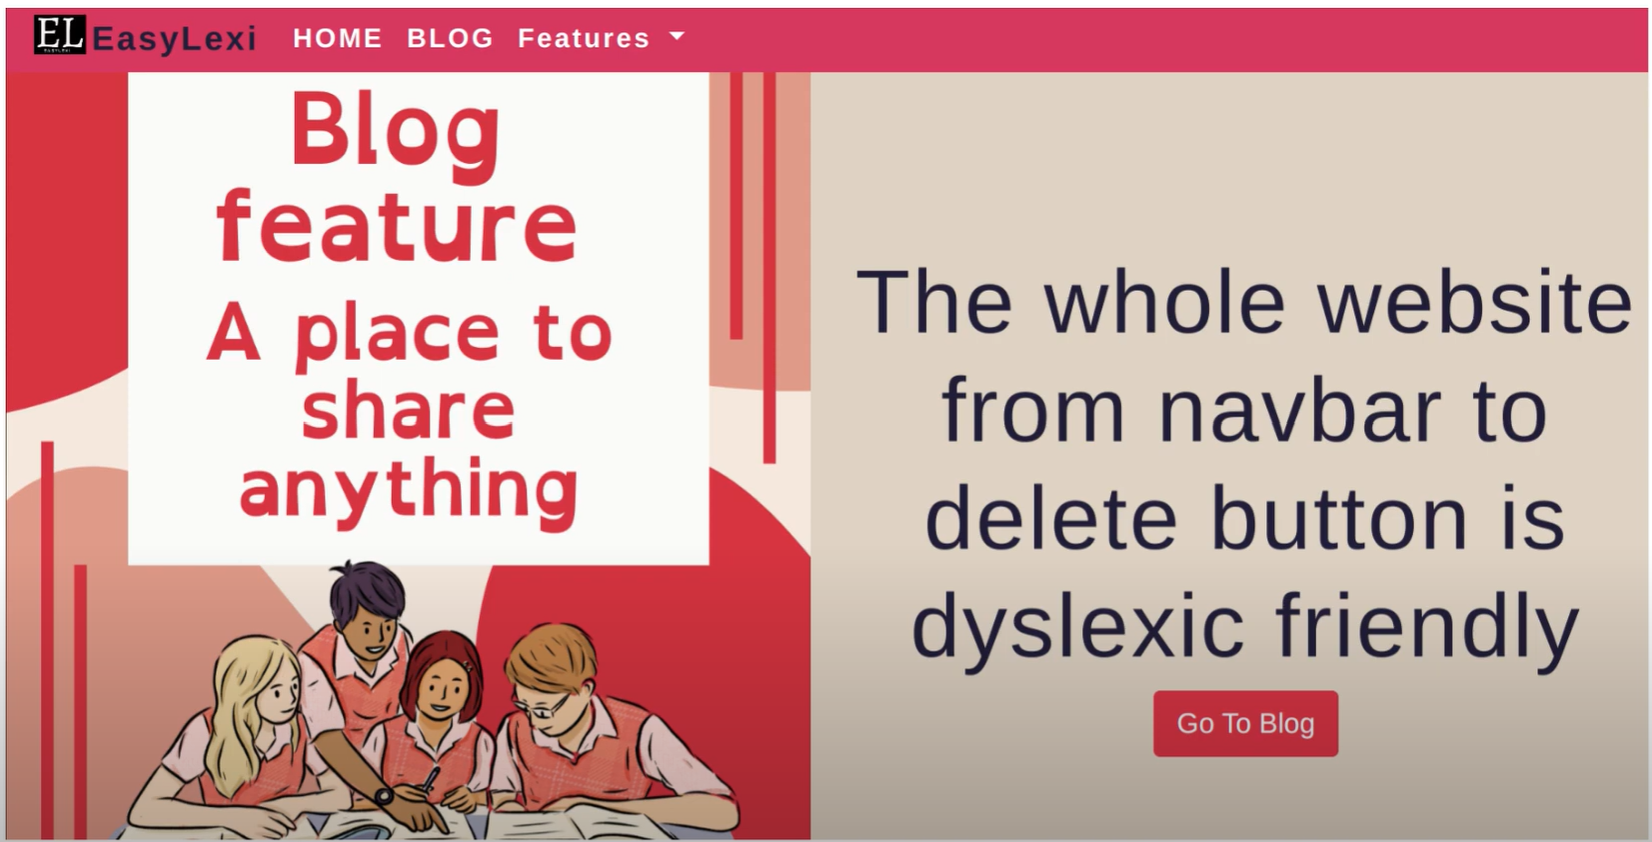 EL
EASYLEXI
EasyLexi
HOME BLOG Features
Blog
feature
A place to
share
anything
The whole website
from navbar to
delete button is
dyslexic friendly
Go To Blog